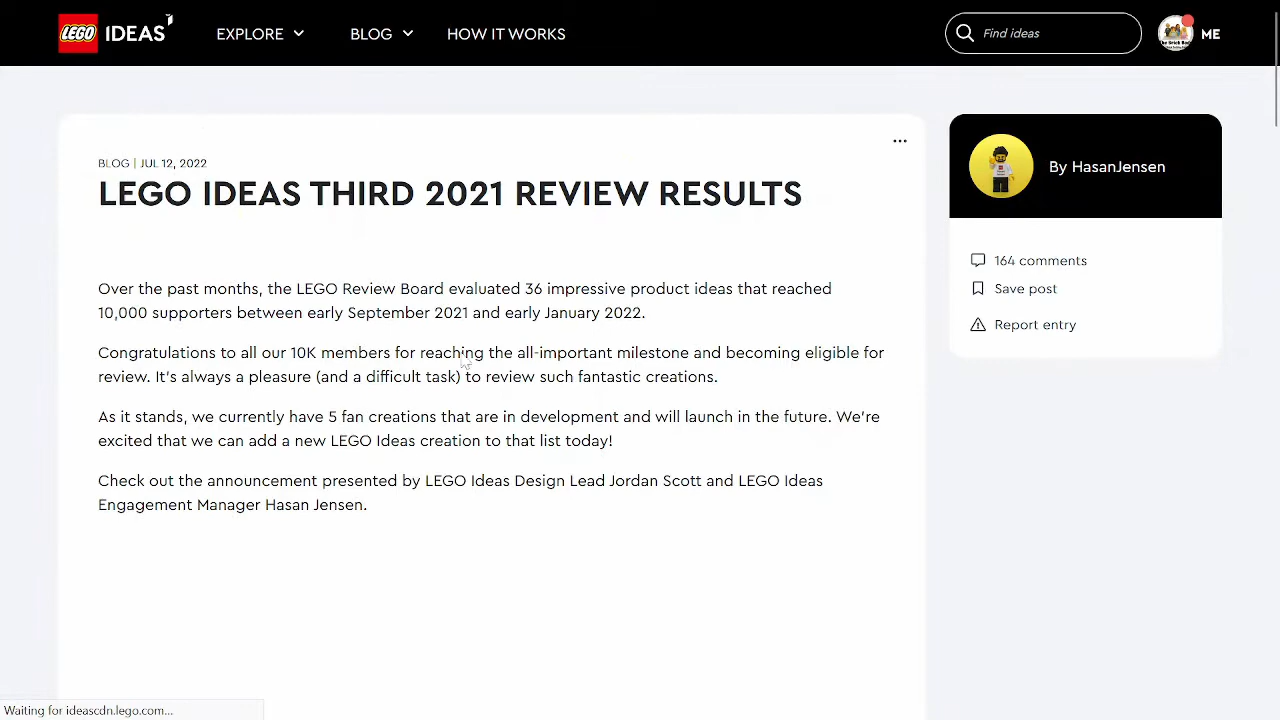 LEGO IDEAS EXPLORE BLOG HOW IT WORKS Find ideas ME
BLOG | JUL 12, 2022
LEGO IDEAS THIRD 2021 REVIEW RESULTS
By HasanJensen
164 comments
Save post
Report entry
Over the past months, the LEGO Review Board evaluated 36 impressive product ideas that reached
10,000 supporters between early September 2021 and early January 2022.
Congratulations to all our 10K members for reaching the all-important milestone and becoming eligible for
review. It's always a pleasure (and a difficult task) to review such fantastic creations.
As it stands, we currently have 5 fan creations that are in development and will launch in the future. We're
excited that we can add a new LEGO Ideas creation to that list today!
Check out the announcement presented by LEGO Ideas Design Lead Jordan Scott and LEGO Ideas
Engagement Manager Hasan Jensen.
Waiting for ideascdn.lego.com...